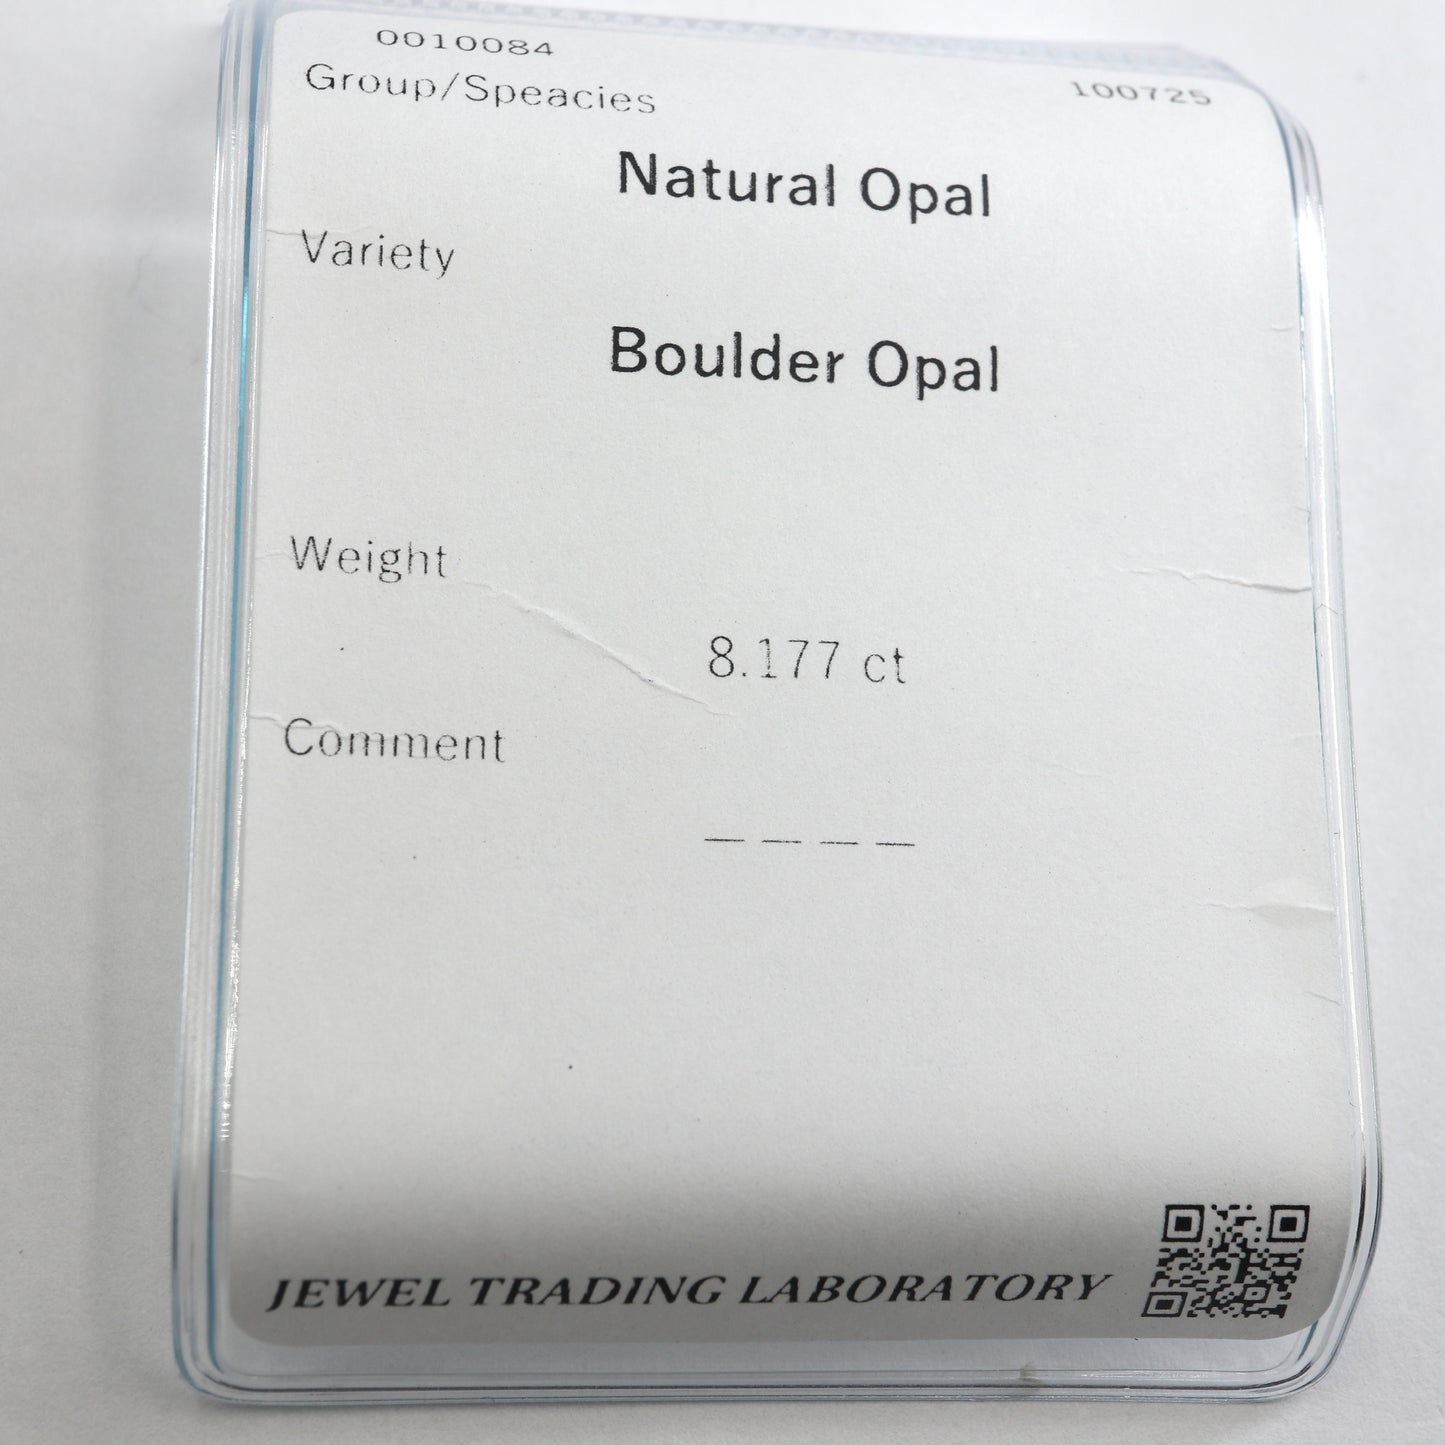 0010084
100725
Group/Speacies
Natural Opal
Variety
Boulder Opal
Weight
8.177 ct
Comment
— — — —
JEWEL TRADING LABORATORY